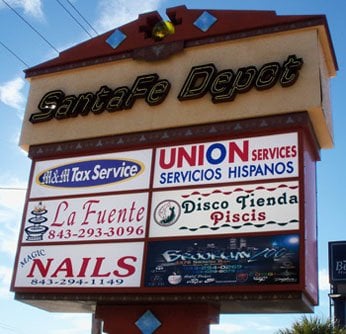 SantaFe Depot
M&M Tax Service
UNION SERVICES
SERVICIOS HISPANOS
La Fuente
843-293-3096
Disco Tienda
Piscis
MAGIC
NAILS
843-294-1149
Brooklyn